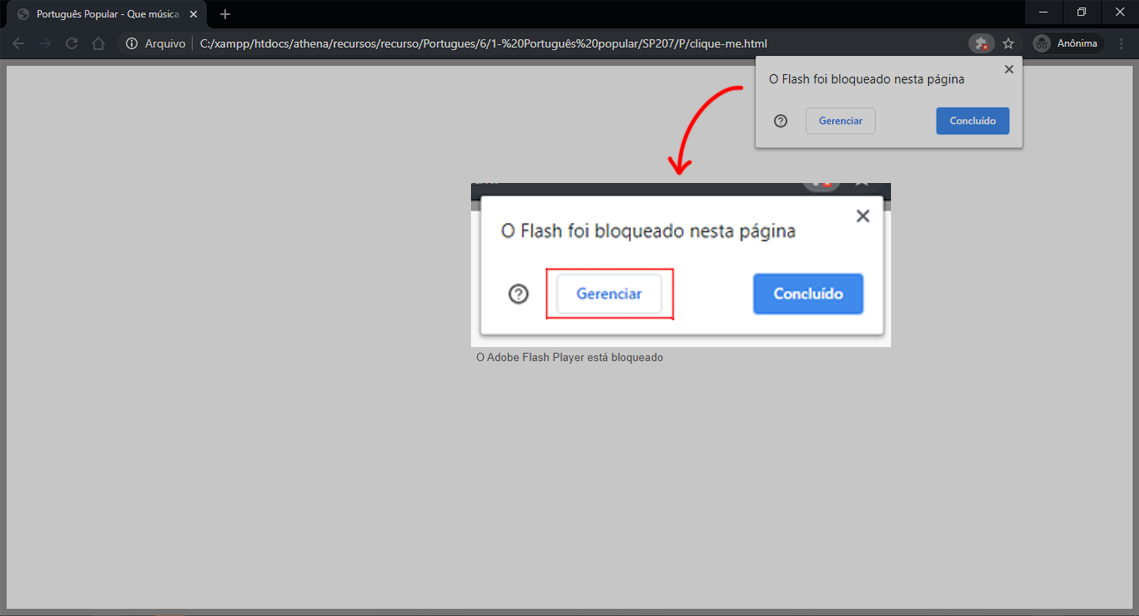 Português Popular - Que música
Arquivo
C:/xampp/htdocs/athena/recursos/recurso/Portugues/6/1-%20Português%20popular/SP207/P/clique-me.html
Anônima
O Flash foi bloqueado nesta página
Gerenciar
Concluído
O Flash foi bloqueado nesta página
Gerenciar
Concluído
O Adobe Flash Player está bloqueado